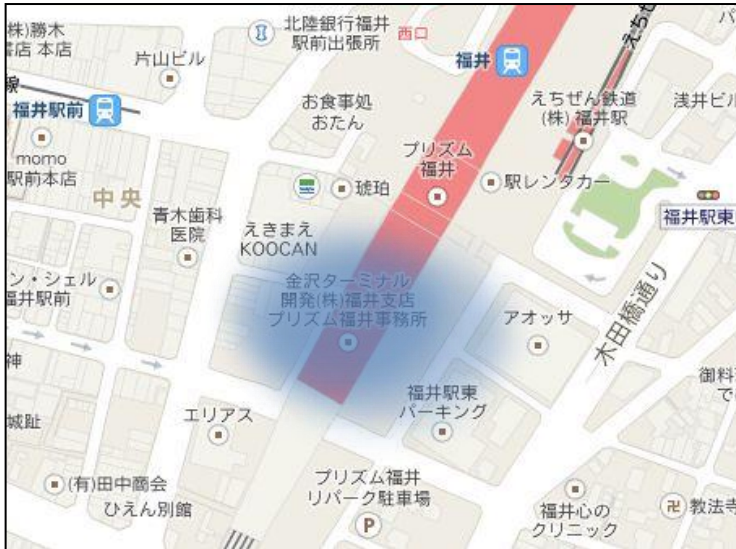 株)勝木
書店 本店
片山ビル
北陸銀行福井
駅前出張所
西口
福井
えちぜ
パ
線
福井駅前
momo
駅前本店
お食事処
おたん
えちぜん鉄道
(株) 福井駅
浅井ビル
プリズム
福井
中央
琥珀
駅レンタカー
青木歯科
医院
えきまえ
KOOCAN
福井駅東
ン・シェル
福井駅前
金沢ターミナル
開発(株)福井支店
プリズム福井事務所
アオッサ
木田橋通り
神
城趾
エリアス
福井駅東
パーキング
御料
で
(有)田中商会
ひえん別館
プリズム福井
リパーク駐車場
P
福井心の
クリニック
卍
教法寺